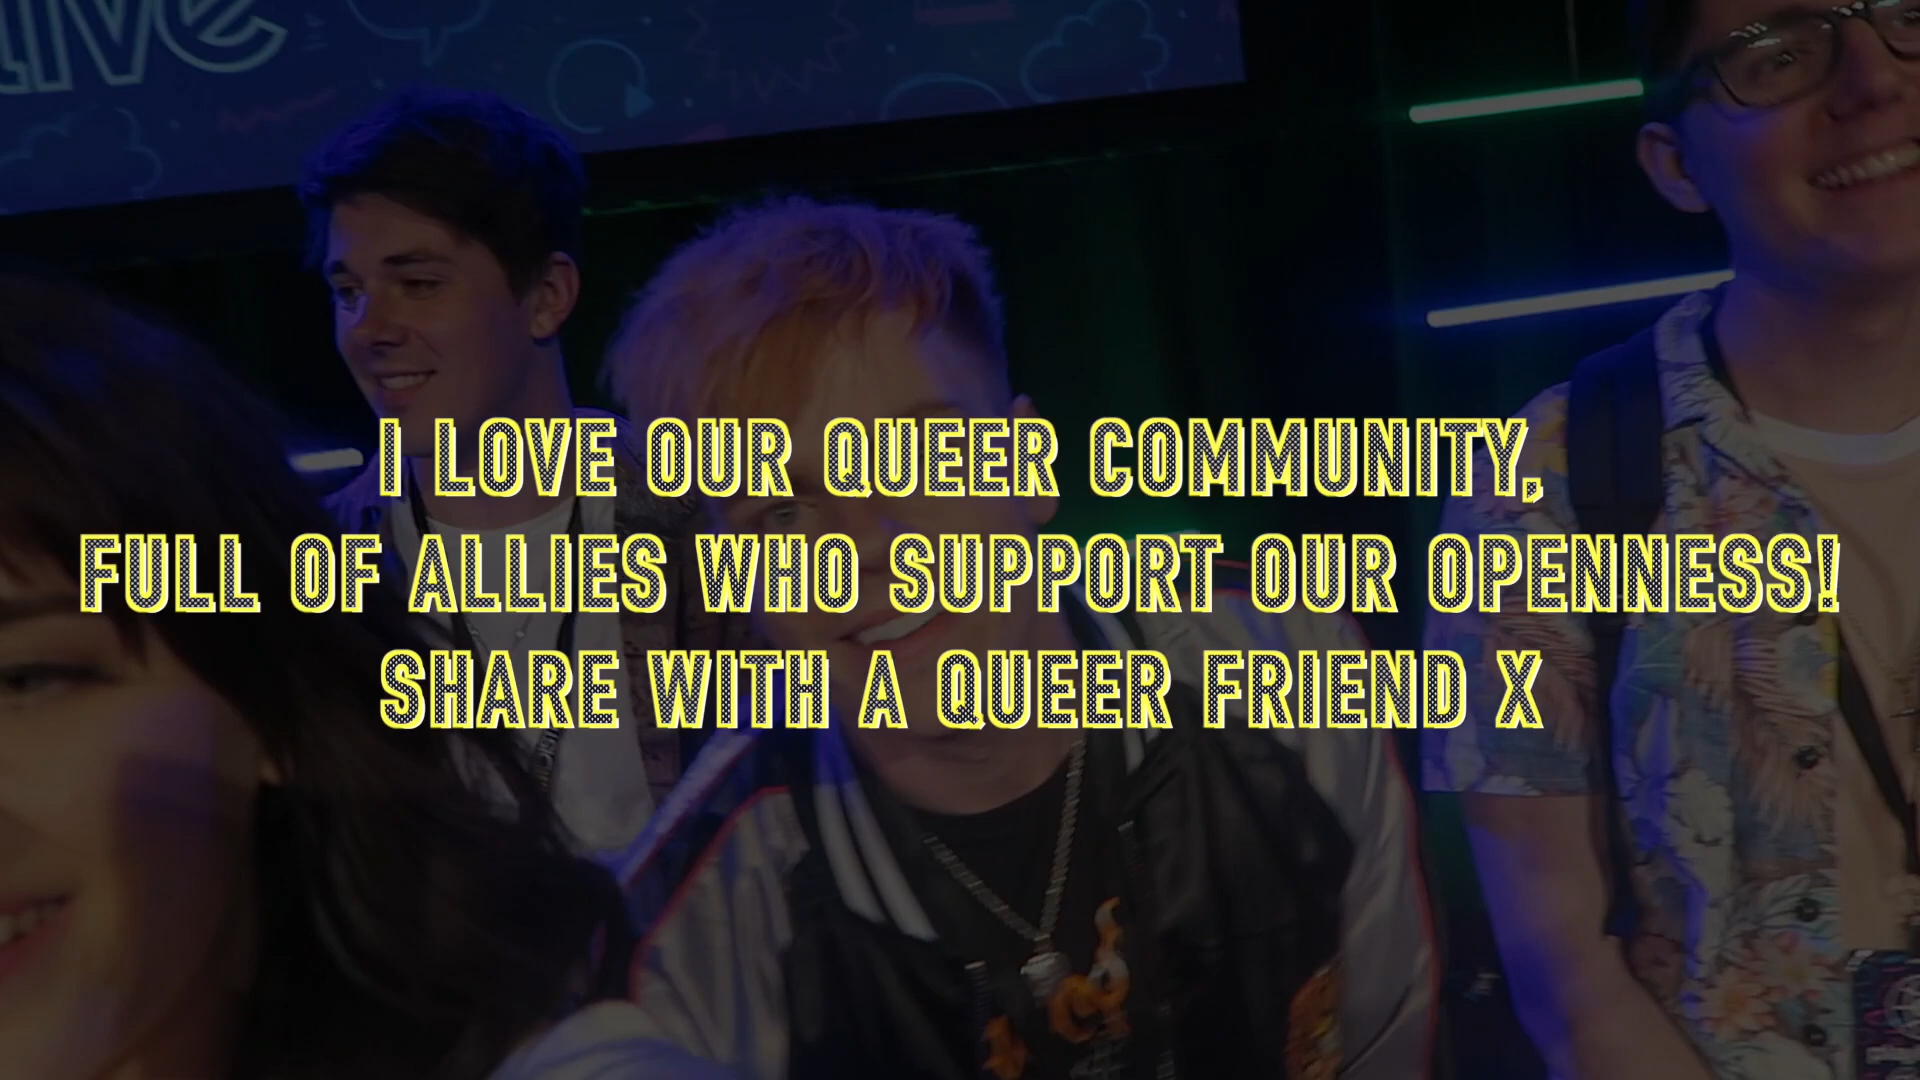 I LOVE OUR QUEER COMMUNITY,
FULL OF ALLIES WHO SUPPORT OUR OPENNESS!
SHARE WITH A QUEER FRIEND X